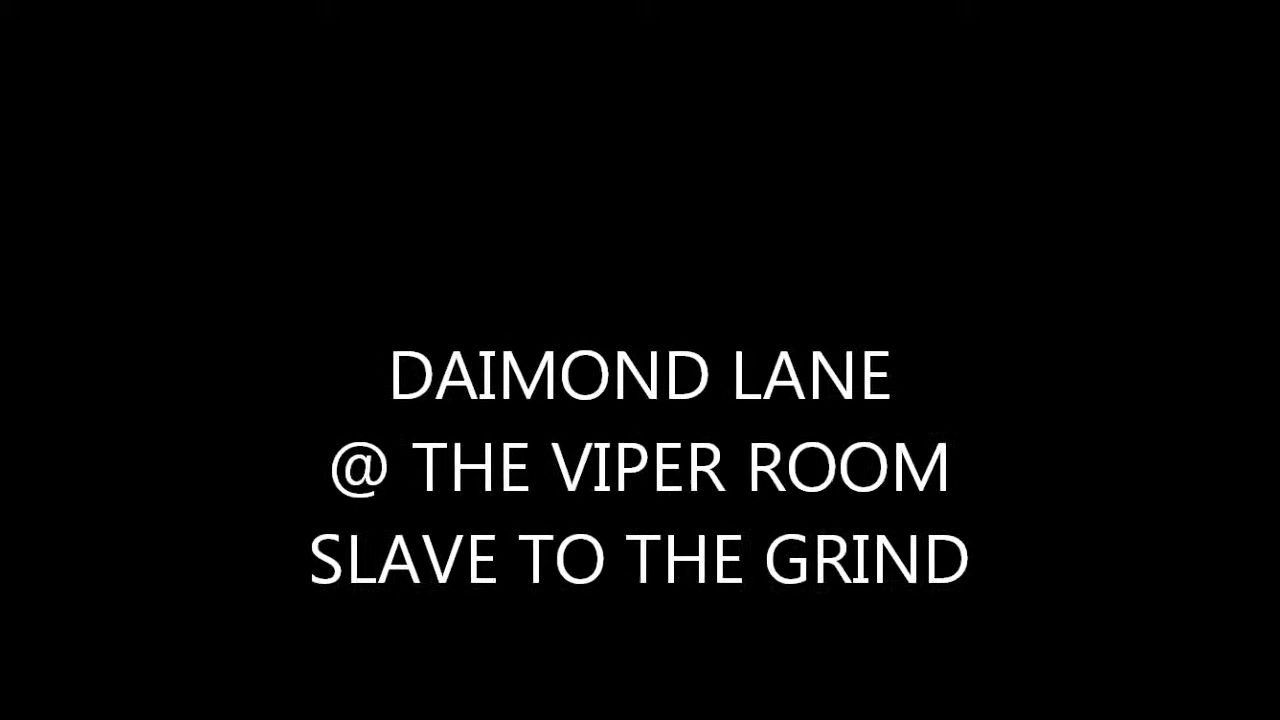 DAIMOND LANE
@ THE VIPER ROOM
SLAVE TO THE GRIND